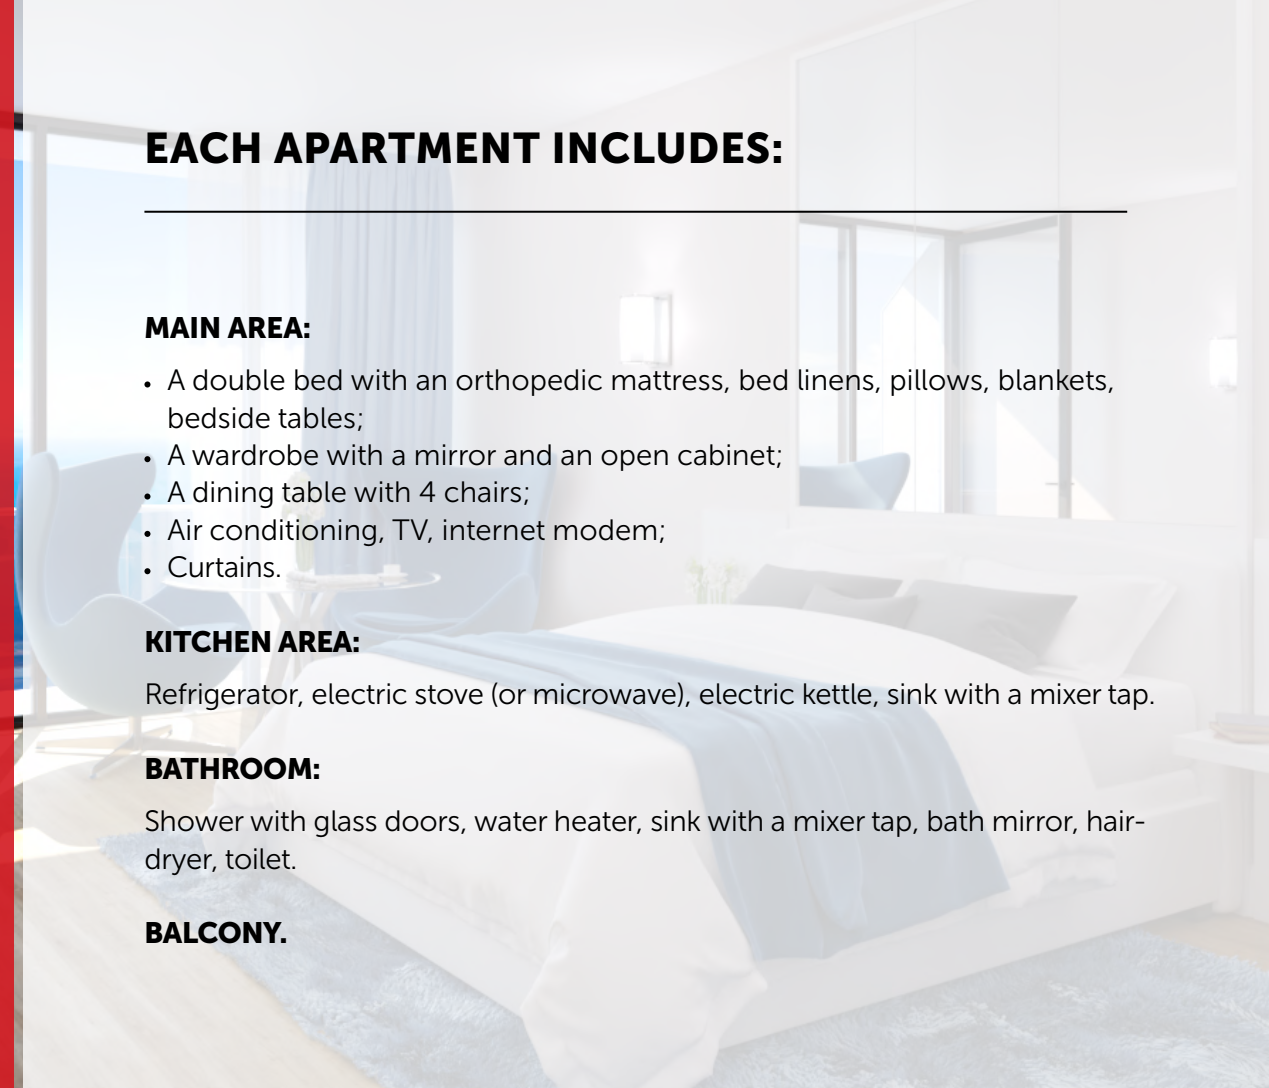 EACH APARTMENT INCLUDES:
MAIN AREA:
• A double bed with an orthopedic mattress, bed linens, pillows, blankets,
bedside tables;
• A wardrobe with a mirror and an open cabinet;
• A dining table with 4 chairs;
• Air conditioning, TV, internet modem;
• Curtains.
KITCHEN AREA:
Refrigerator, electric stove (or microwave), electric kettle, sink with a mixer tap.
BATHROOM:
Shower with glass doors, water heater, sink with a mixer tap, bath mirror, hair-
dryer, toilet.
BALCONY.